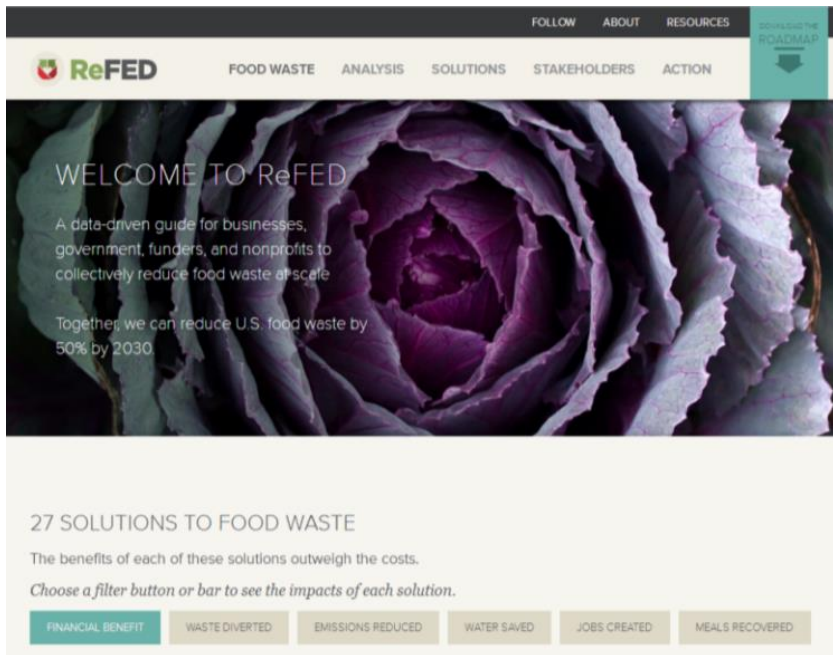 FOLLOW ABOUT RESOURCES
DOWNLOAD THE
ROADMAP
ReFED
FOOD WASTE ANALYSIS SOLUTIONS STAKEHOLDERS ACTION
WELCOME TO ReFED
A data-driven guide for businesses,
government, funders, and nonprofits to
collectively reduce food waste at scale
Together, we can reduce U.S. food waste by
50% by 2030.
27 SOLUTIONS TO FOOD WASTE
The benefits of each of these solutions outweigh the costs.
Choose a filter button or bar to see the impacts of each solution.
FINANCIAL BENEFIT WASTE DIVERTED EMISSIONS REDUCED WATER SAVED JOBS CREATED MEALS RECOVERED